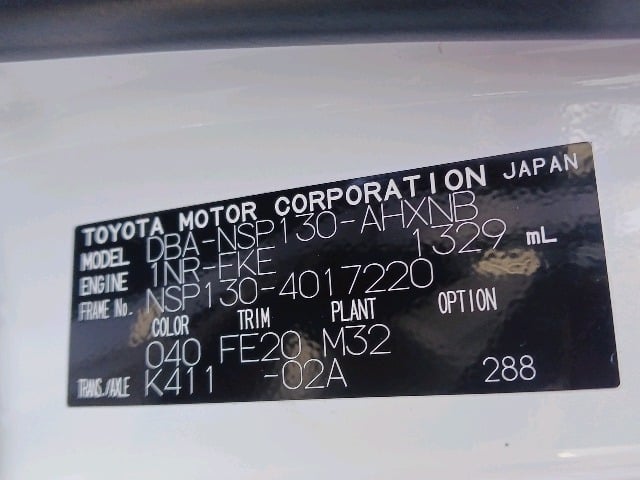 TOYOTA MOTOR CORPORATION JAPAN
MODEL DBA-NSP130-AHXNB
ENGINE 1NR-FKE 1329 mL
FRAME No. NSP130-4017220
COLOR TRIM PLANT OPTION
040 FE20 M32
TRANS./AXLE K411 -02A 288